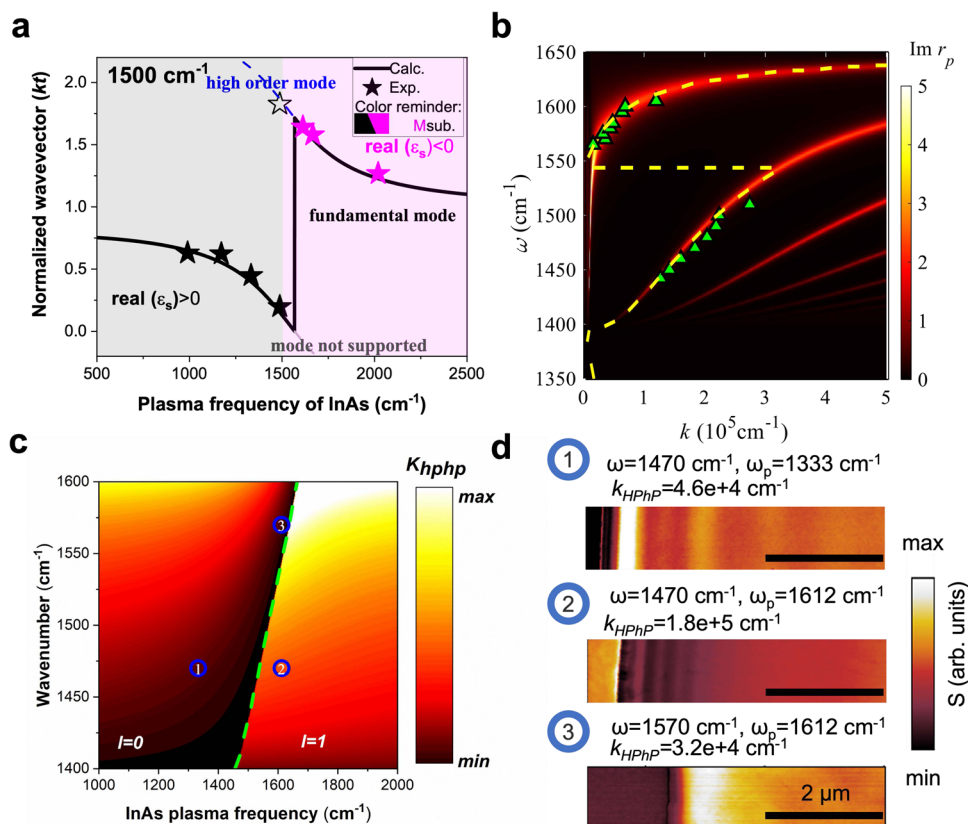 a
1500 cm⁻¹
high order mode
Calc.
Exp.
Color reminder:
Msub.
real (εs)<0
fundamental mode
real (εs)>0
mode not supported
Normalized wavevector (kt)
2.0
1.5
1.0
0.5
0.0
500 1000 1500 2000 2500
Plasma frequency of InAs (cm⁻¹)
b
Im rp
ω (cm⁻¹)
1650
1600
1550
1500
1450
1400
1350
0 1 2 3 4 5
k (10⁵cm⁻¹)
5
4
3
2
1
0
c
Khphp
max
min
Wavenumber (cm⁻¹)
1600
1550
1500
1450
1400
1
2
3
l=0
l=1
1000 1200 1400 1600 1800 2000
InAs plasma frequency (cm⁻¹)
d
1
ω=1470 cm⁻¹, ωp=1333 cm⁻¹
kHPhP=4.6e+4 cm⁻¹
2
ω=1470 cm⁻¹, ωp=1612 cm⁻¹
kHPhP=1.8e+5 cm⁻¹
3
ω=1570 cm⁻¹, ωp=1612 cm⁻¹
kHPhP=3.2e+4 cm⁻¹
2 μm
max
S (arb. units)
min